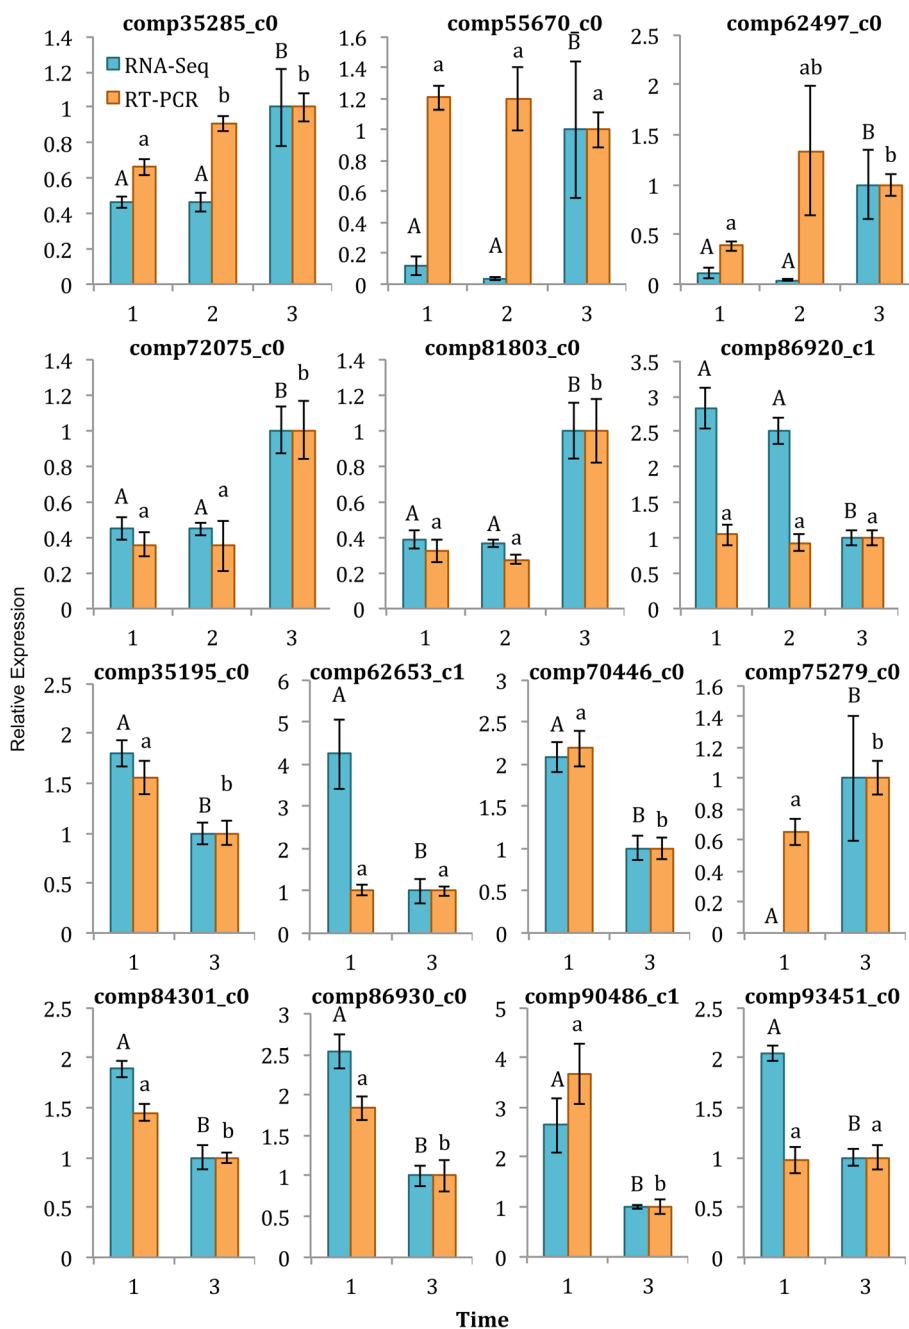 comp35285_c0 comp55670_c0 comp62497_c0
1.4 1.2 1 0.8 0.6 0.4 0.2 0
RNA-Seq
RT-PCR
A a A b B b
1 2 3
1.6 1.4 1.2 1 0.8 0.6 0.4 0.2 0
A a A a B a
1 2 3
2.5 2 1.5 1 0.5 0
A a A ab B b
1 2 3
comp72075_c0 comp81803_c0 comp86920_c1
1.4 1.2 1 0.8 0.6 0.4 0.2 0
A a A a B b
1 2 3
1.4 1.2 1 0.8 0.6 0.4 0.2 0
A a A a B b
1 2 3
3.5 3 2.5 2 1.5 1 0.5 0
A a A a B a
1 2 3
Relative Expression
comp35195_c0 comp62653_c1 comp70446_c0 comp75279_c0
2.5 2 1.5 1 0.5 0
A a B b
1 3
6 5 4 3 2 1 0
A a B a
1 3
3 2.5 2 1.5 1 0.5 0
A a B b
1 3
1.6 1.4 1.2 1 0.8 0.6 0.4 0.2 0
A a B b
1 3
comp84301_c0 comp86930_c0 comp90486_c1 comp93451_c0
2.5 2 1.5 1 0.5 0
A a B b
1 3
3 2.5 2 1.5 1 0.5 0
A a B b
1 3
5 4 3 2 1 0
A a B b
1 3
2.5 2 1.5 1 0.5 0
A a B a
1 3
Time